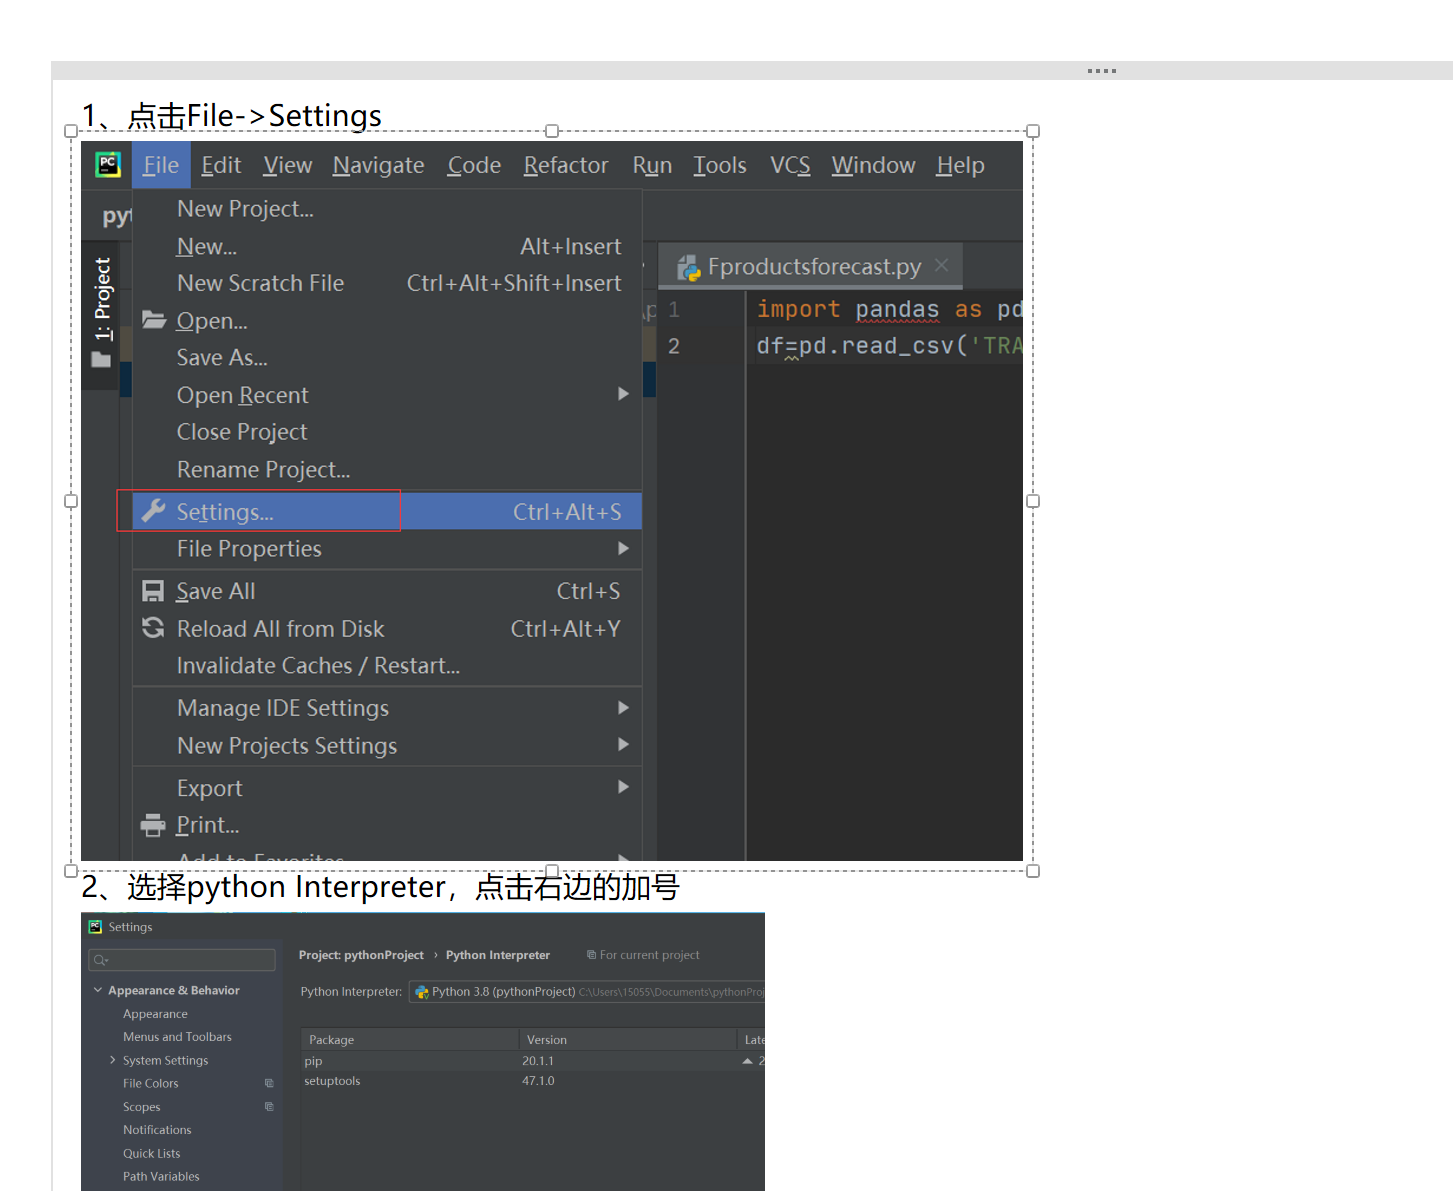 1、点击File->Settings
File Edit View Navigate Code Refactor Run Tools VCS Window Help
New Project...
New... Alt+Insert
New Scratch File Ctrl+Alt+Shift+Insert
Open...
Save As...
Open Recent
Close Project
Rename Project...
Settings... Ctrl+Alt+S
File Properties
Save All Ctrl+S
Reload All from Disk Ctrl+Alt+Y
Invalidate Caches / Restart...
Manage IDE Settings
New Projects Settings
Export
Print...
Add to Favorites
1: Project
Fproductsforecast.py
1 import pandas as pd
2 df=pd.read_csv('TRA
2、选择python Interpreter，点击右边的加号
Settings
Project: pythonProject › Python Interpreter For current project
Python Interpreter: Python 3.8 (pythonProject) C:\Users\15055\Documents\pythonProj
Appearance & Behavior
Appearance
Menus and Toolbars
System Settings
File Colors
Scopes
Notifications
Quick Lists
Path Variables
Package Version
pip 20.1.1
setuptools 47.1.0